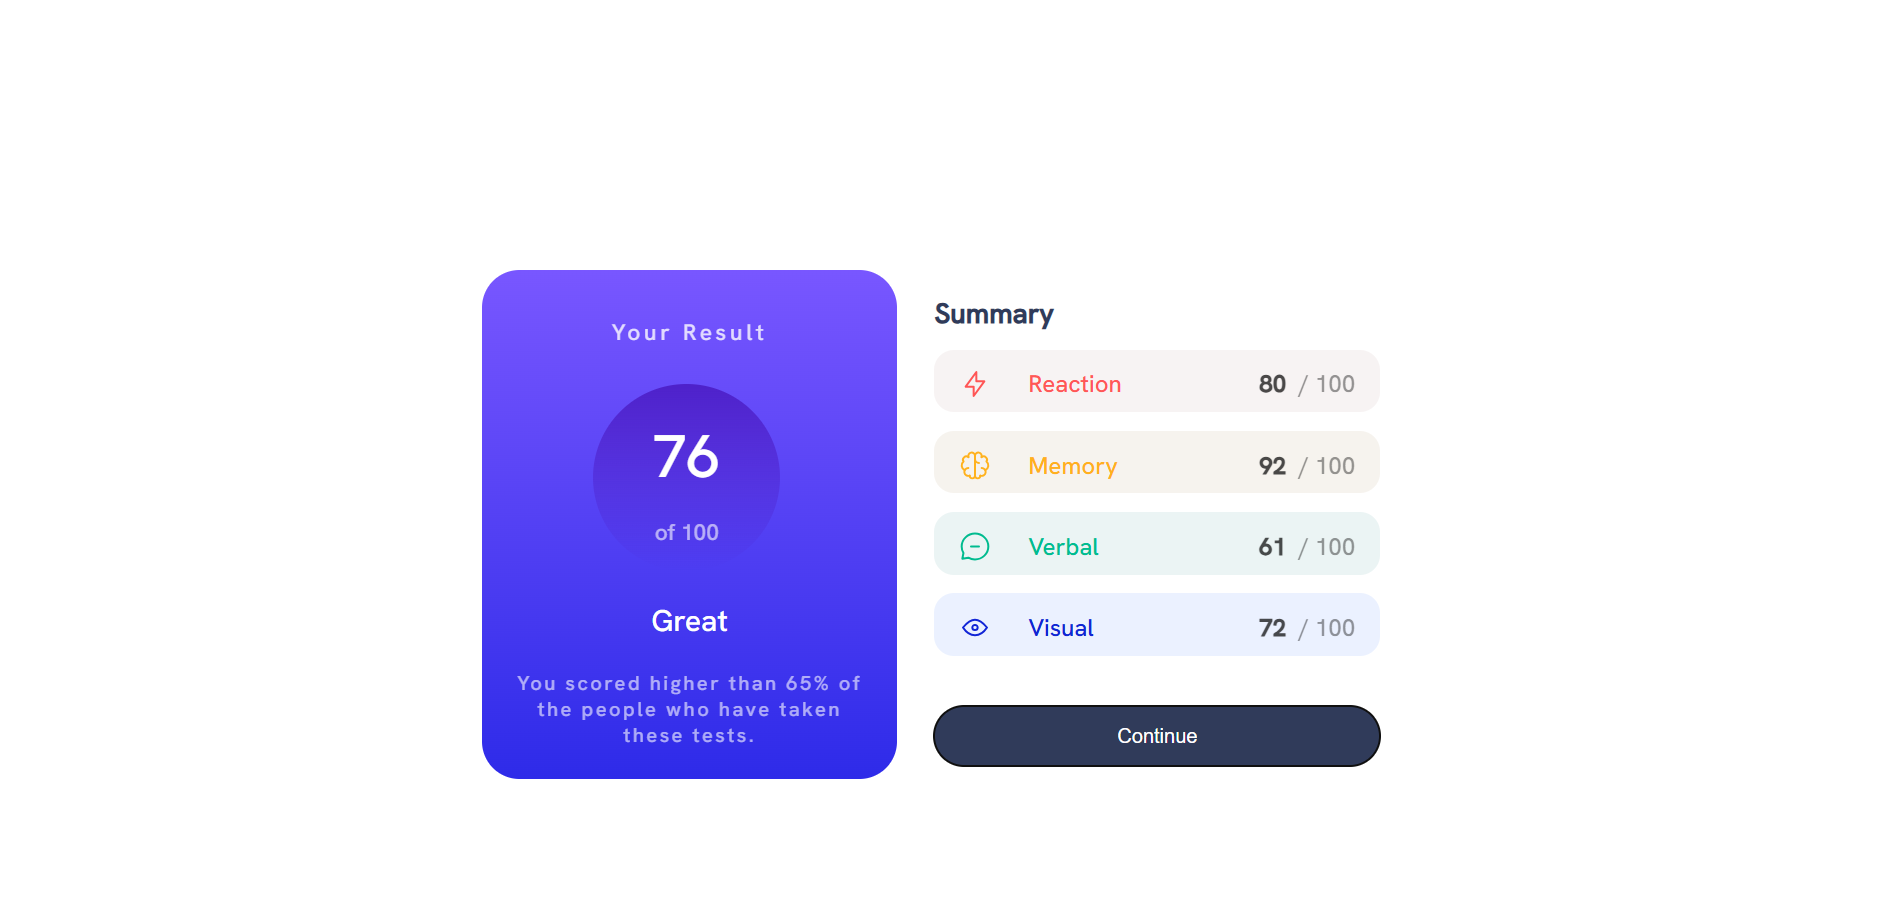 Your Result
76
of 100
Great
You scored higher than 65% of
the people who have taken
these tests.
Summary
Reaction 80 / 100
Memory 92 / 100
Verbal 61 / 100
Visual 72 / 100
Continue